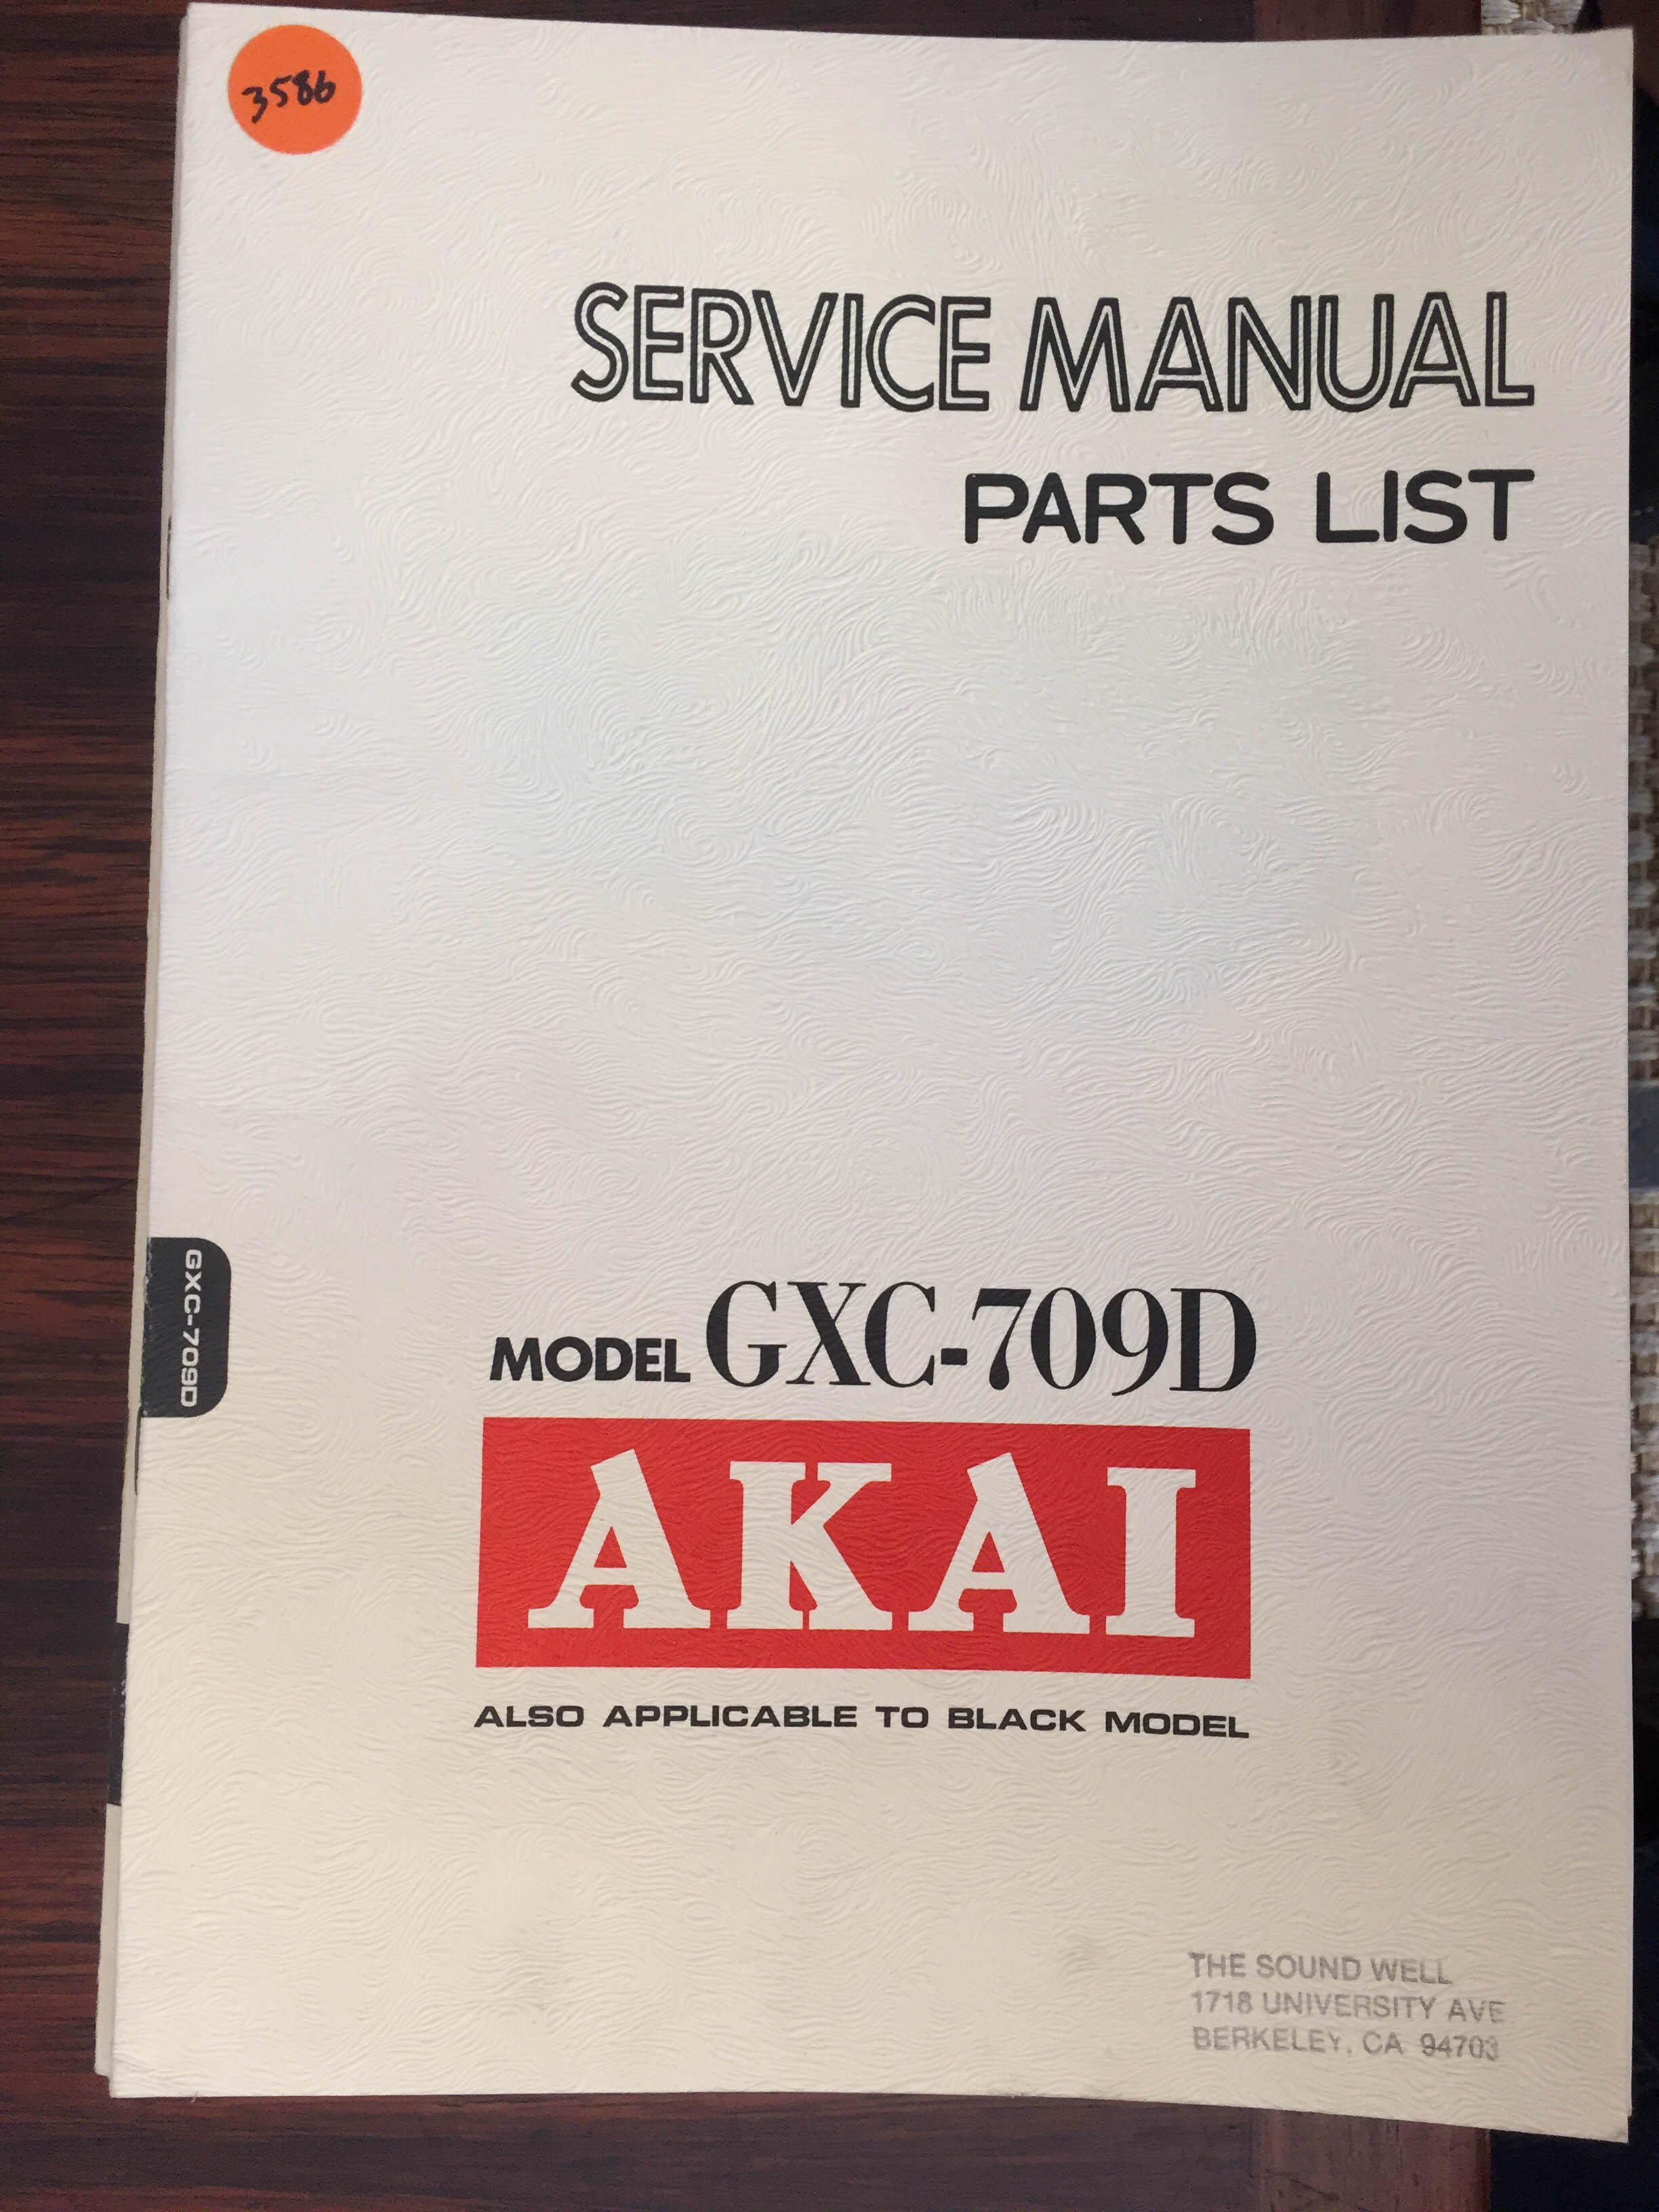 3586
SERVICE MANUAL
PARTS LIST
GXC-709D
MODEL GXC-709D
AKAI
ALSO APPLICABLE TO BLACK MODEL
THE SOUND WELL
1718 UNIVERSITY AVE
BERKELEY, CA 94703